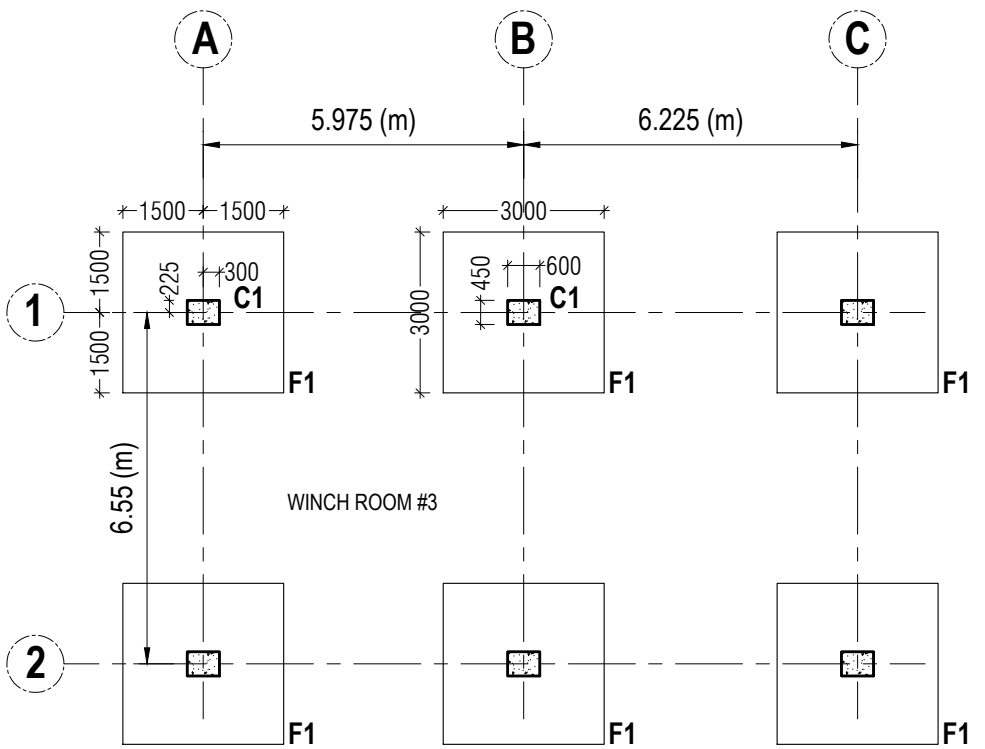 A B C
5.975 (m) 6.225 (m)
1500 1500 3000
1500 225 300 450 600
C1 C1
1
1500 3000
F1 F1 F1
6.55 (m)
WINCH ROOM #3
2
F1 F1 F1